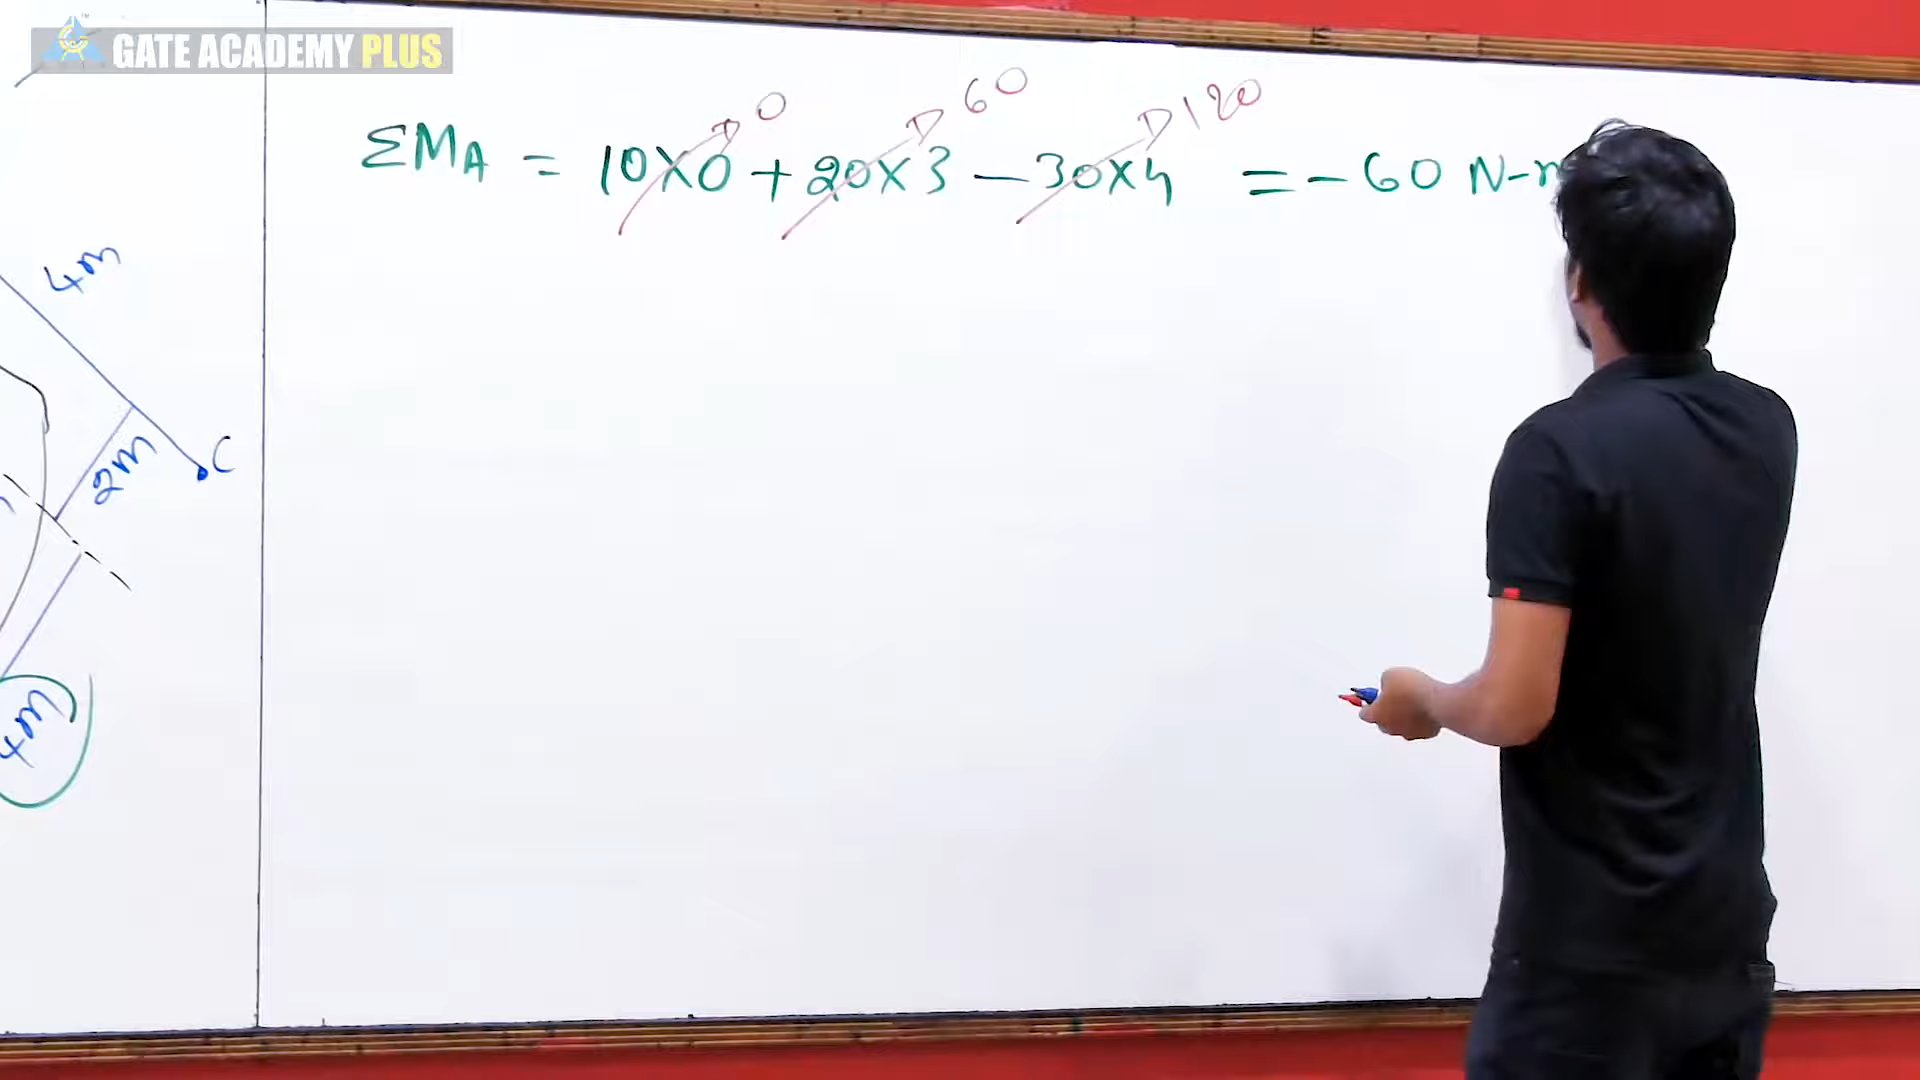 GATE ACADEMY PLUS
0 60 120
ΣMA = 10×0 + 20×3 — 30×4 = -60 N-
4m
C
2m
4m